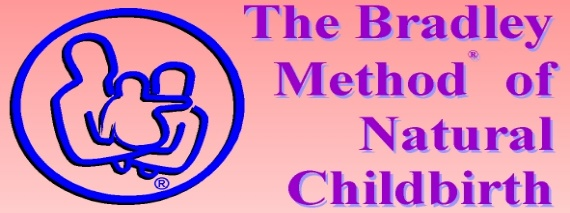 The Bradley
Method® of
Natural
Childbirth
®